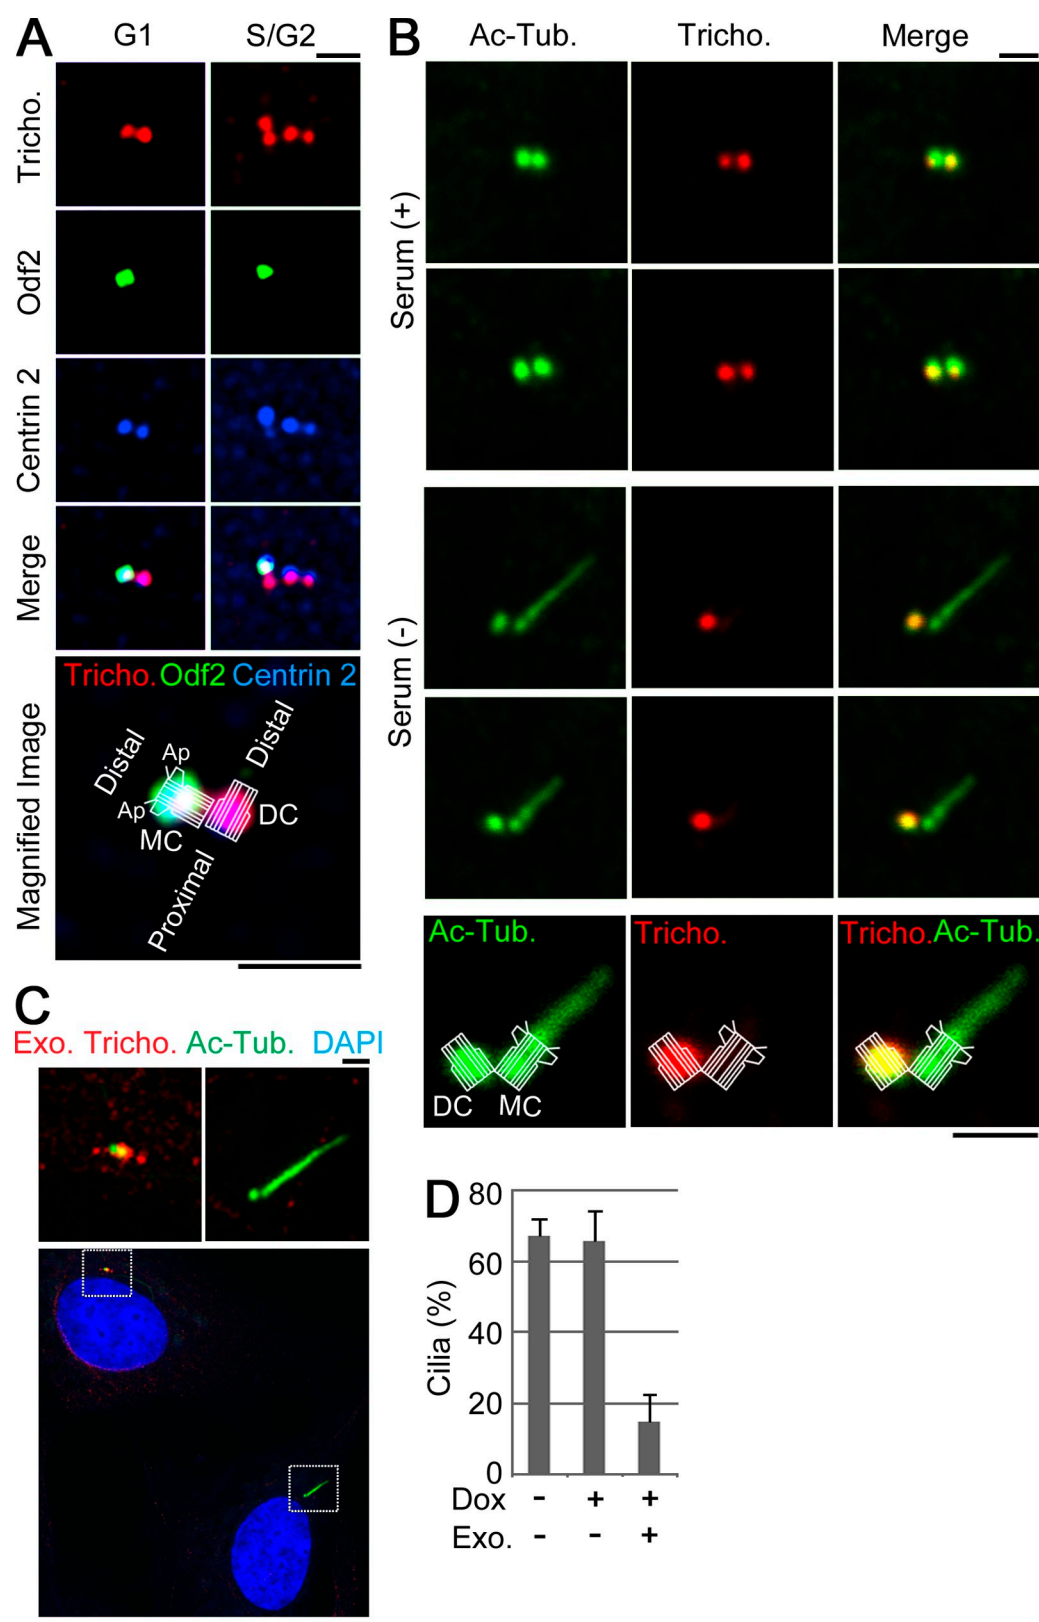 A
G1 S/G2
Tricho.
Odf2
Centrin 2
Merge
Magnified Image
Tricho. Odf2 Centrin 2
Distal
Ap
Distal
Ap
MC
DC
Proximal
B
Ac-Tub. Tricho. Merge
Serum (+)
Serum (-)
Ac-Tub. Tricho. Tricho. Ac-Tub.
DC MC
C
Exo. Tricho. Ac-Tub. DAPI
D
Cilia (%)
80
60
40
20
0
Dox - + +
Exo. - - +